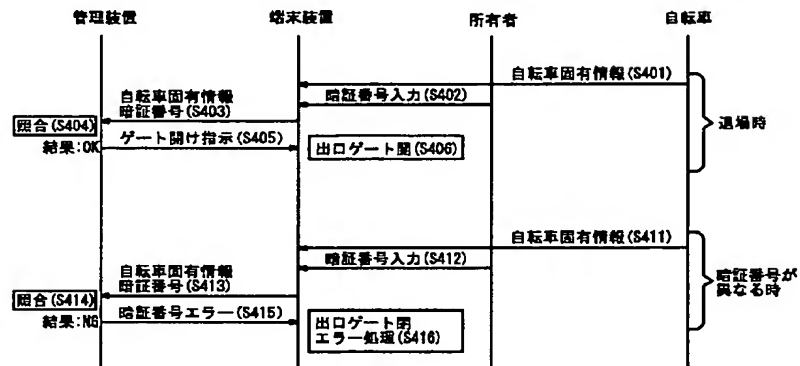 管理装置
端末装置
所有者
自転車
自転車固有情報(S401)
暗証番号入力(S402)
自転車固有情報
暗証番号(S403)
照合(S404)
結果:OK
ゲート開け指示(S405)
出口ゲート開(S406)
退場時
自転車固有情報(S411)
暗証番号入力(S412)
自転車固有情報
暗証番号(S413)
照合(S414)
結果:NG
暗証番号エラー(S415)
出口ゲート閉
エラー処理(S416)
暗証番号が
異なる時